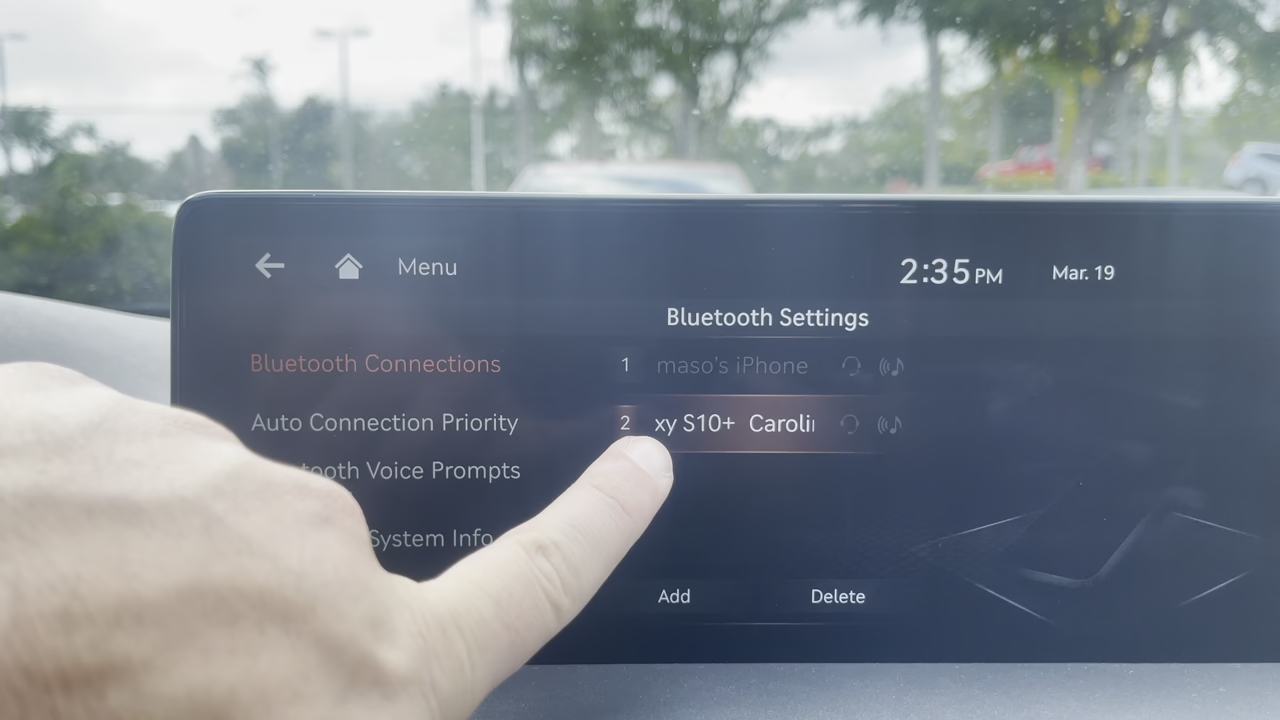 Menu
2:35 PM
Mar. 19
Bluetooth Settings
Bluetooth Connections
1 maso's iPhone
Auto Connection Priority
2 xy S10+ Caroli
tooth Voice Prompts
System Info
Add
Delete